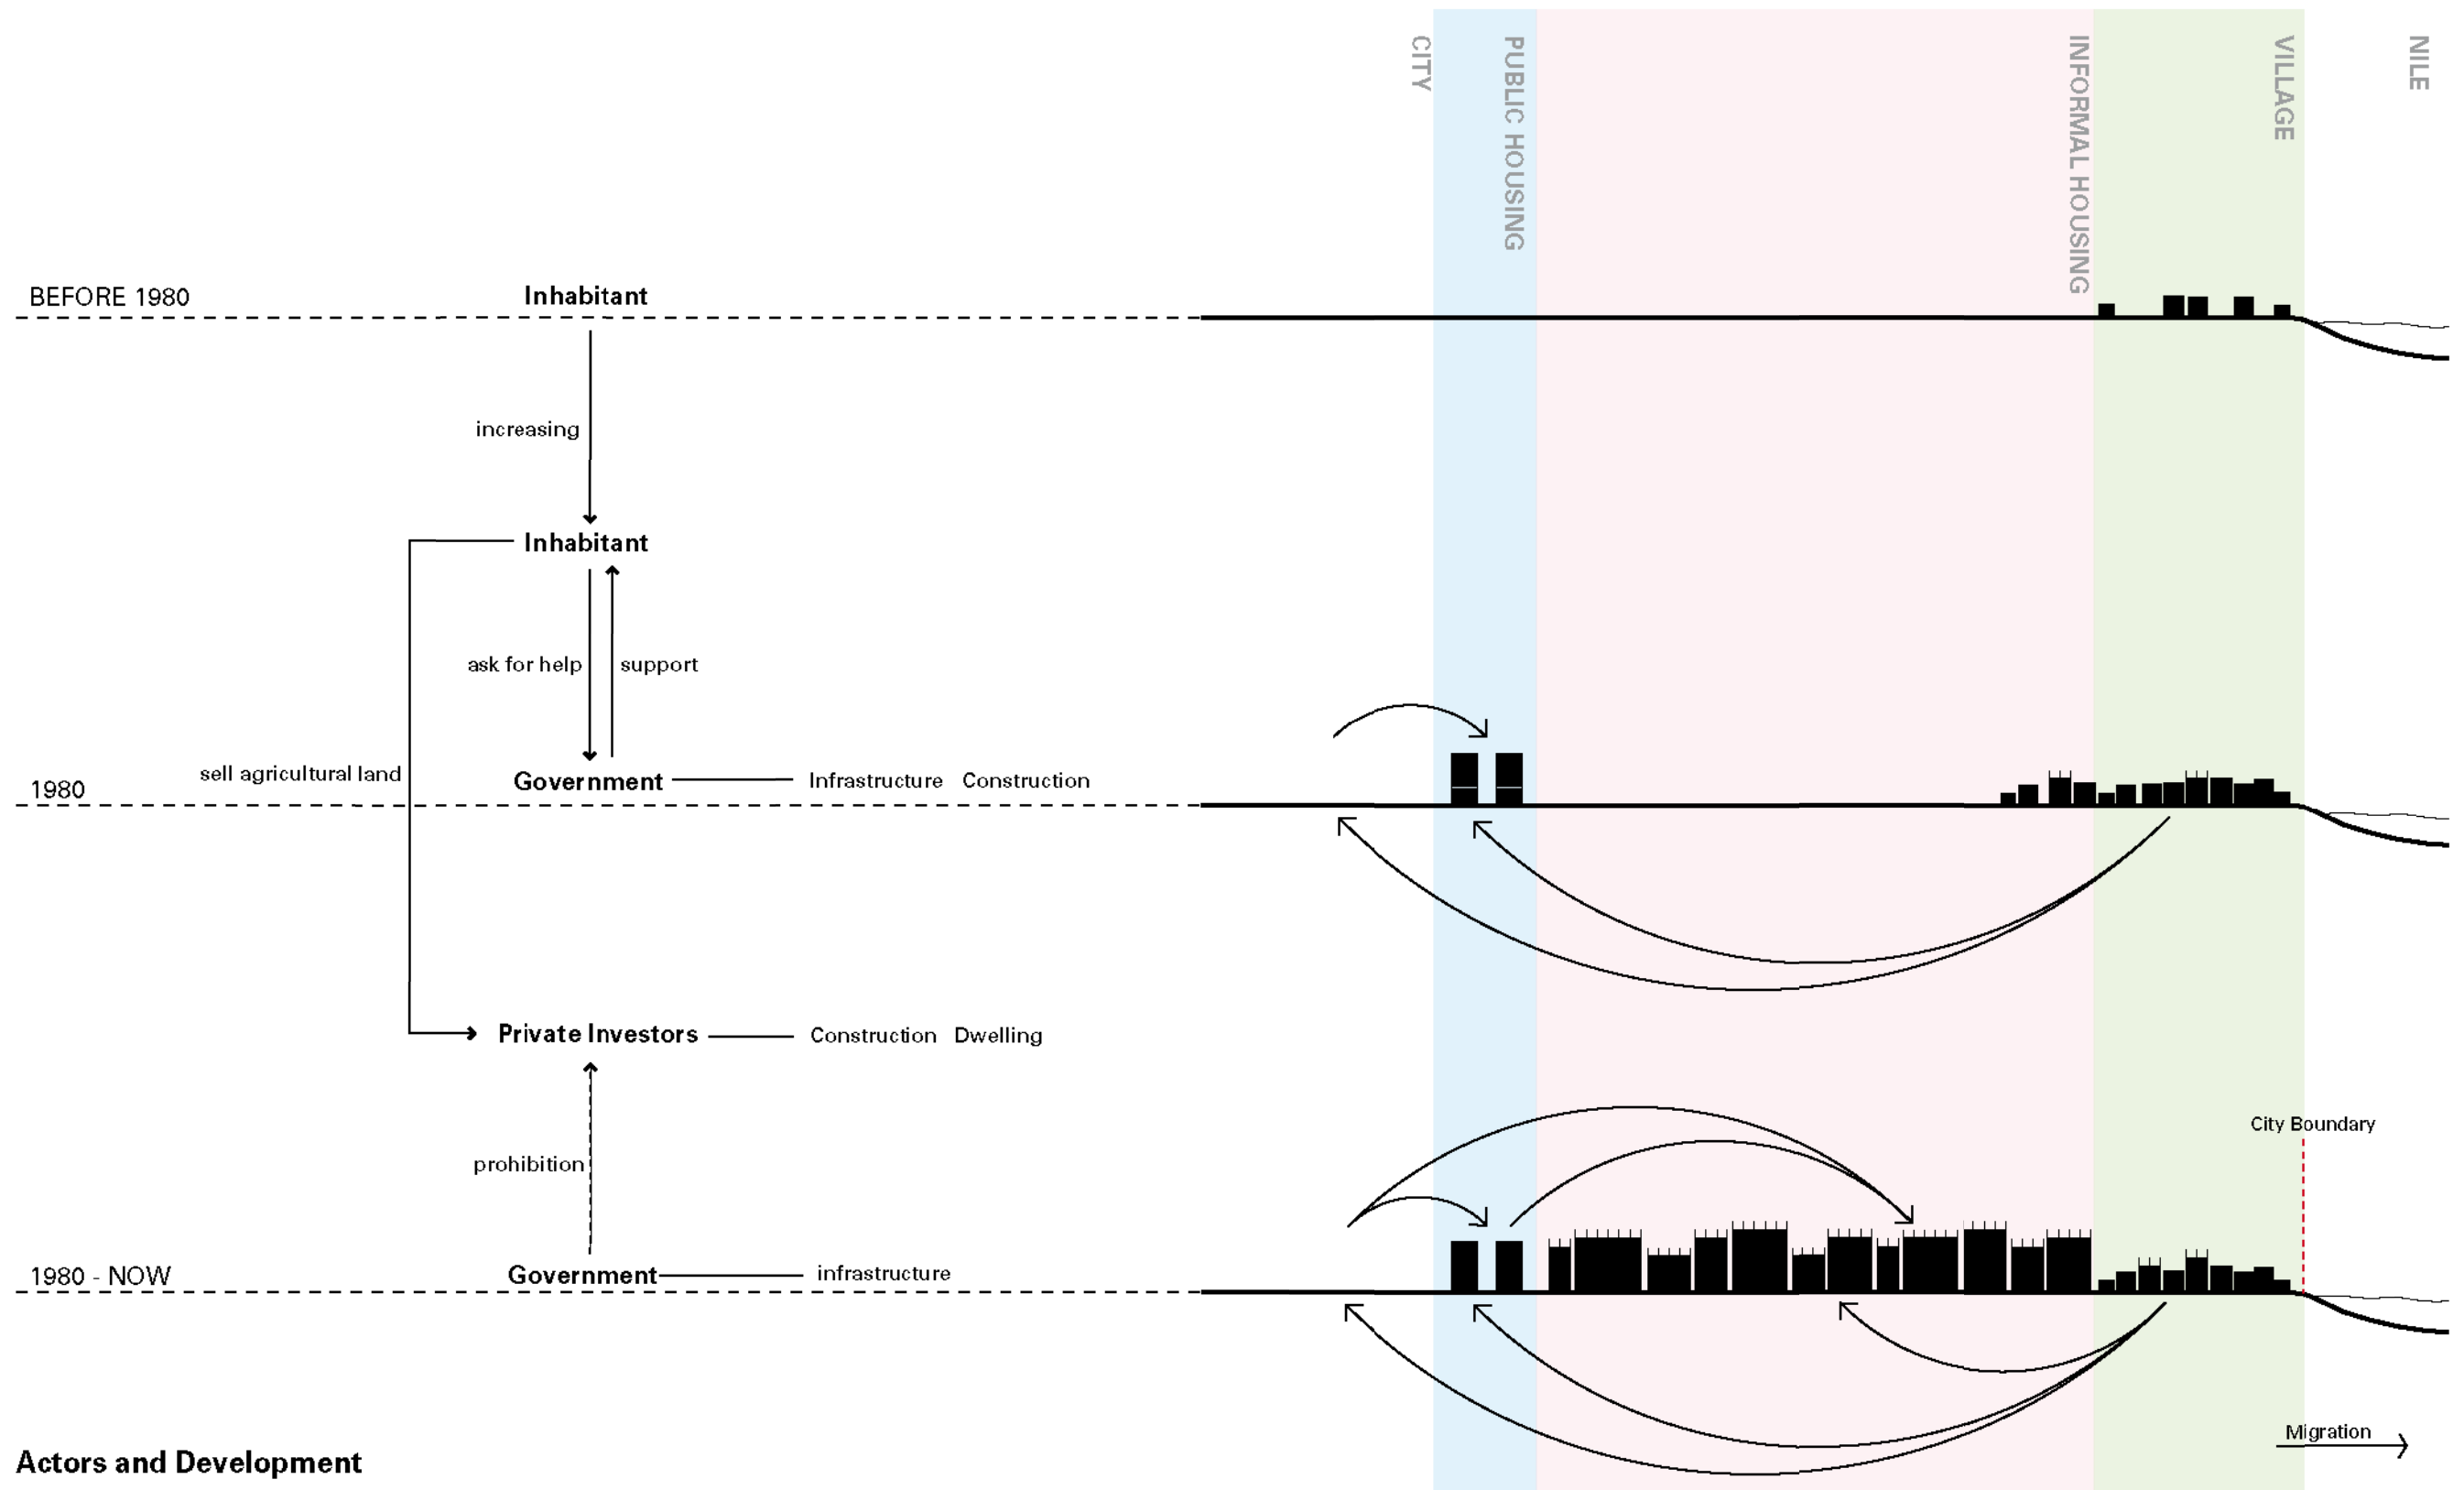 CITY
PUBLIC HOUSING
INFORMAL HOUSING
VILLAGE
NILE
BEFORE 1980
Inhabitant
increasing
Inhabitant
ask for help
support
sell agricultural land
1980
Government
Infrastructure Construction
Private Investors
Construction Dwelling
City Boundary
prohibition
1980 - NOW
Government
infrastructure
Migration
Actors and Development